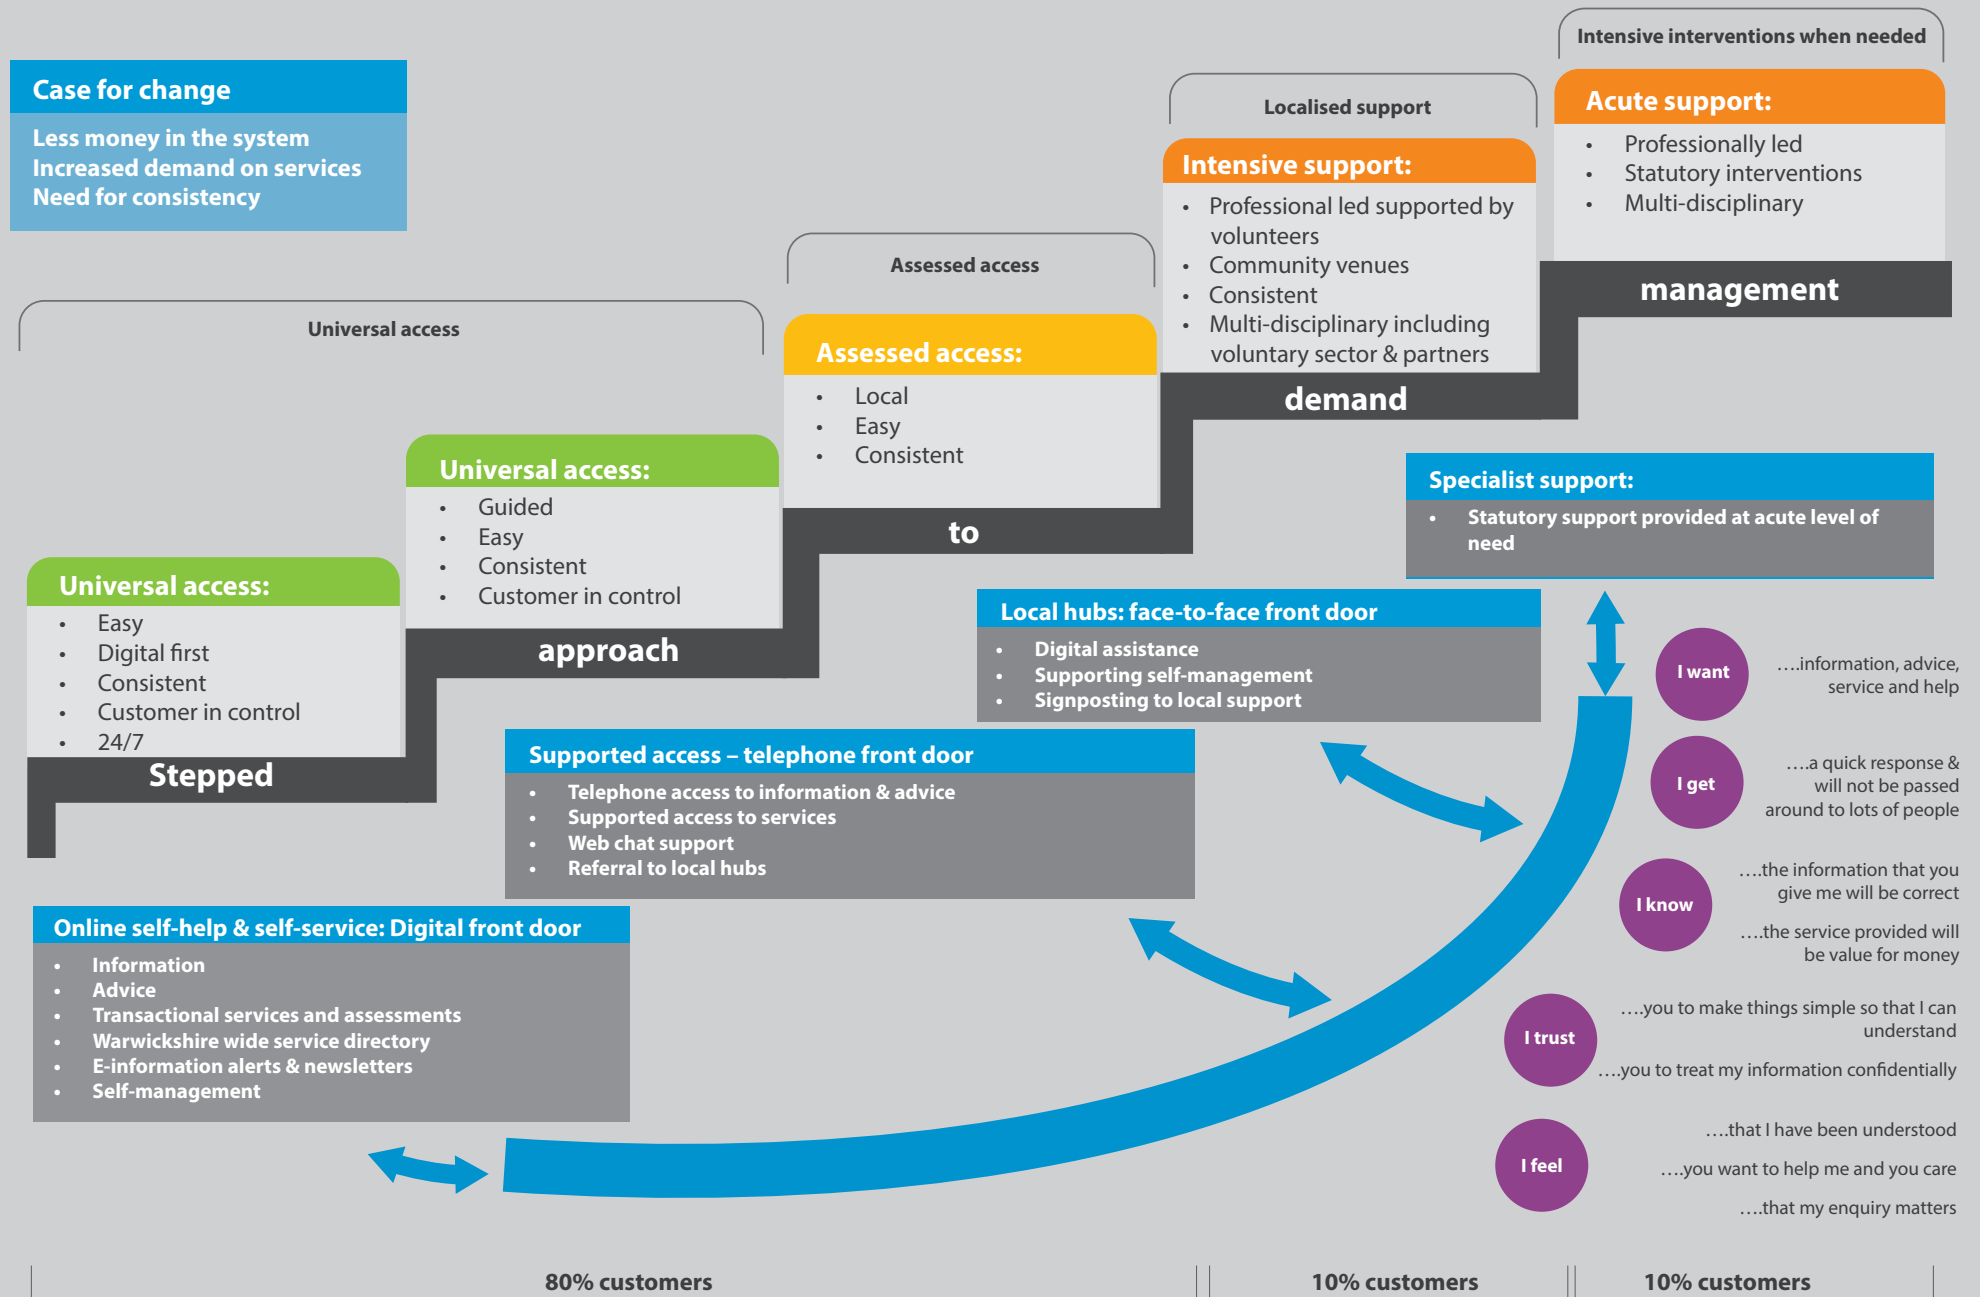 Case for change
Less money in the system
Increased demand on services
Need for consistency
Universal access
Assessed access
Localised support
Intensive interventions when needed
Universal access:
• Easy
• Digital first
• Consistent
• Customer in control
• 24/7
Universal access:
• Guided
• Easy
• Consistent
• Customer in control
Assessed access:
• Local
• Easy
• Consistent
Intensive support:
• Professional led supported by
volunteers
• Community venues
• Consistent
• Multi-disciplinary including
voluntary sector & partners
Acute support:
• Professionally led
• Statutory interventions
• Multi-disciplinary
Stepped
approach
to
demand
management
Online self-help & self-service: Digital front door
• Information
• Advice
• Transactional services and assessments
• Warwickshire wide service directory
• E-information alerts & newsletters
• Self-management
Supported access – telephone front door
• Telephone access to information & advice
• Supported access to services
• Web chat support
• Referral to local hubs
Local hubs: face-to-face front door
• Digital assistance
• Supporting self-management
• Signposting to local support
Specialist support:
• Statutory support provided at acute level of
need
I want
….information, advice,
service and help
I get
….a quick response &
will not be passed
around to lots of people
I know
….the information that you
give me will be correct
….the service provided will
be value for money
I trust
….you to make things simple so that I can
understand
….you to treat my information confidentially
I feel
….that I have been understood
….you want to help me and you care
….that my enquiry matters
80% customers
10% customers
10% customers